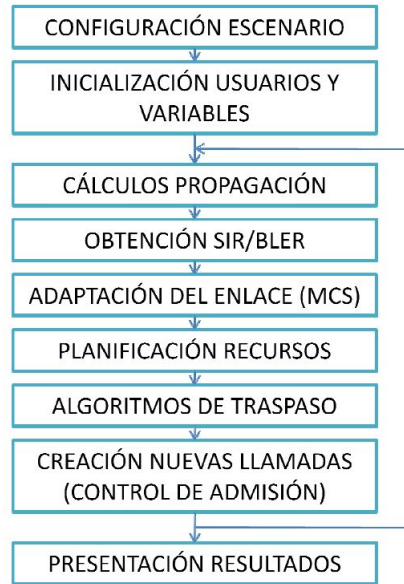 CONFIGURACIÓN ESCENARIO
INICIALIZACIÓN USUARIOS Y
VARIABLES
CÁLCULOS PROPAGACIÓN
OBTENCIÓN SIR/BLER
ADAPTACIÓN DEL ENLACE (MCS)
PLANIFICACIÓN RECURSOS
ALGORITMOS DE TRASPASO
CREACIÓN NUEVAS LLAMADAS
(CONTROL DE ADMISIÓN)
PRESENTACIÓN RESULTADOS